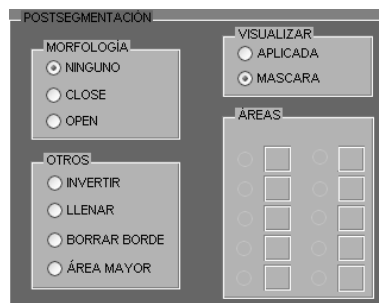 POSTSEGMENTACIÓN
MORFOLOGÍA
NINGUNO
CLOSE
OPEN
OTROS
INVERTIR
LLENAR
BORRAR BORDE
ÁREA MAYOR
VISUALIZAR
APLICADA
MASCARA
ÁREAS